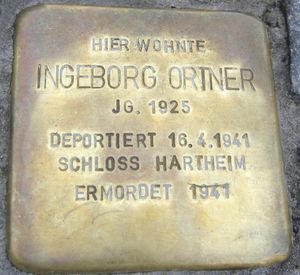 HIER WOHNTE
INGEBORG ORTNER
JG. 1925
DEPORTIERT 16.4.1941
SCHLOSS HARTHEIM
ERMORDET 1941